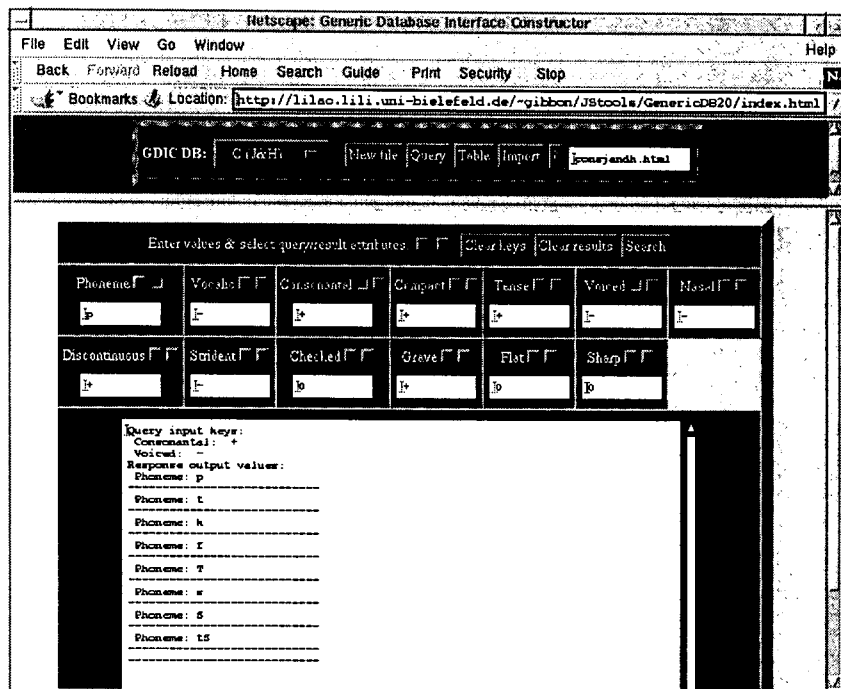 Netscape: Generic Database Interface Constructor
File Edit View Go Window Help
Back Forward Reload Home Search Guide Print Security Stop
N
Bookmarks Location: http://lilac.lili.uni-bielefeld.de/~gibbon/JStools/GenericDB20/index.html
GDIC DB: C (J&H) New file Query Table Import consjandh.html
Enter values & select query/result attributes: Clear keys Clear results Search
Phoneme Vocalic Consonantal Compact Tense Voiced Nasal
p - + + + - -
Discontinuous Strident Checked Grave Flat Sharp
+ - 0 + 0 0
Query input keys:
Consonantal: +
Voiced: -
Response output values:
Phoneme: p
Phoneme: t
Phoneme: k
Phoneme: f
Phoneme: T
Phoneme: s
Phoneme: S
Phoneme: tS